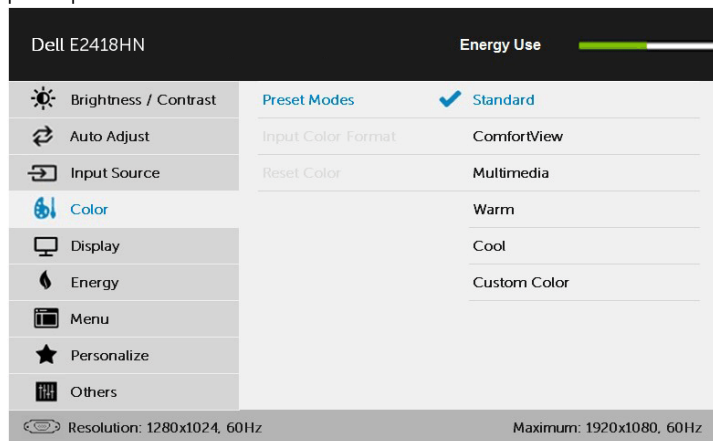 Dell E2418HN Energy Use
Brightness / Contrast Preset Modes Standard
Auto Adjust Input Color Format ComfortView
Input Source Reset Color Multimedia
Color Warm
Display Cool
Energy Custom Color
Menu
Personalize
Others
Resolution: 1280x1024, 60Hz Maximum: 1920x1080, 60Hz